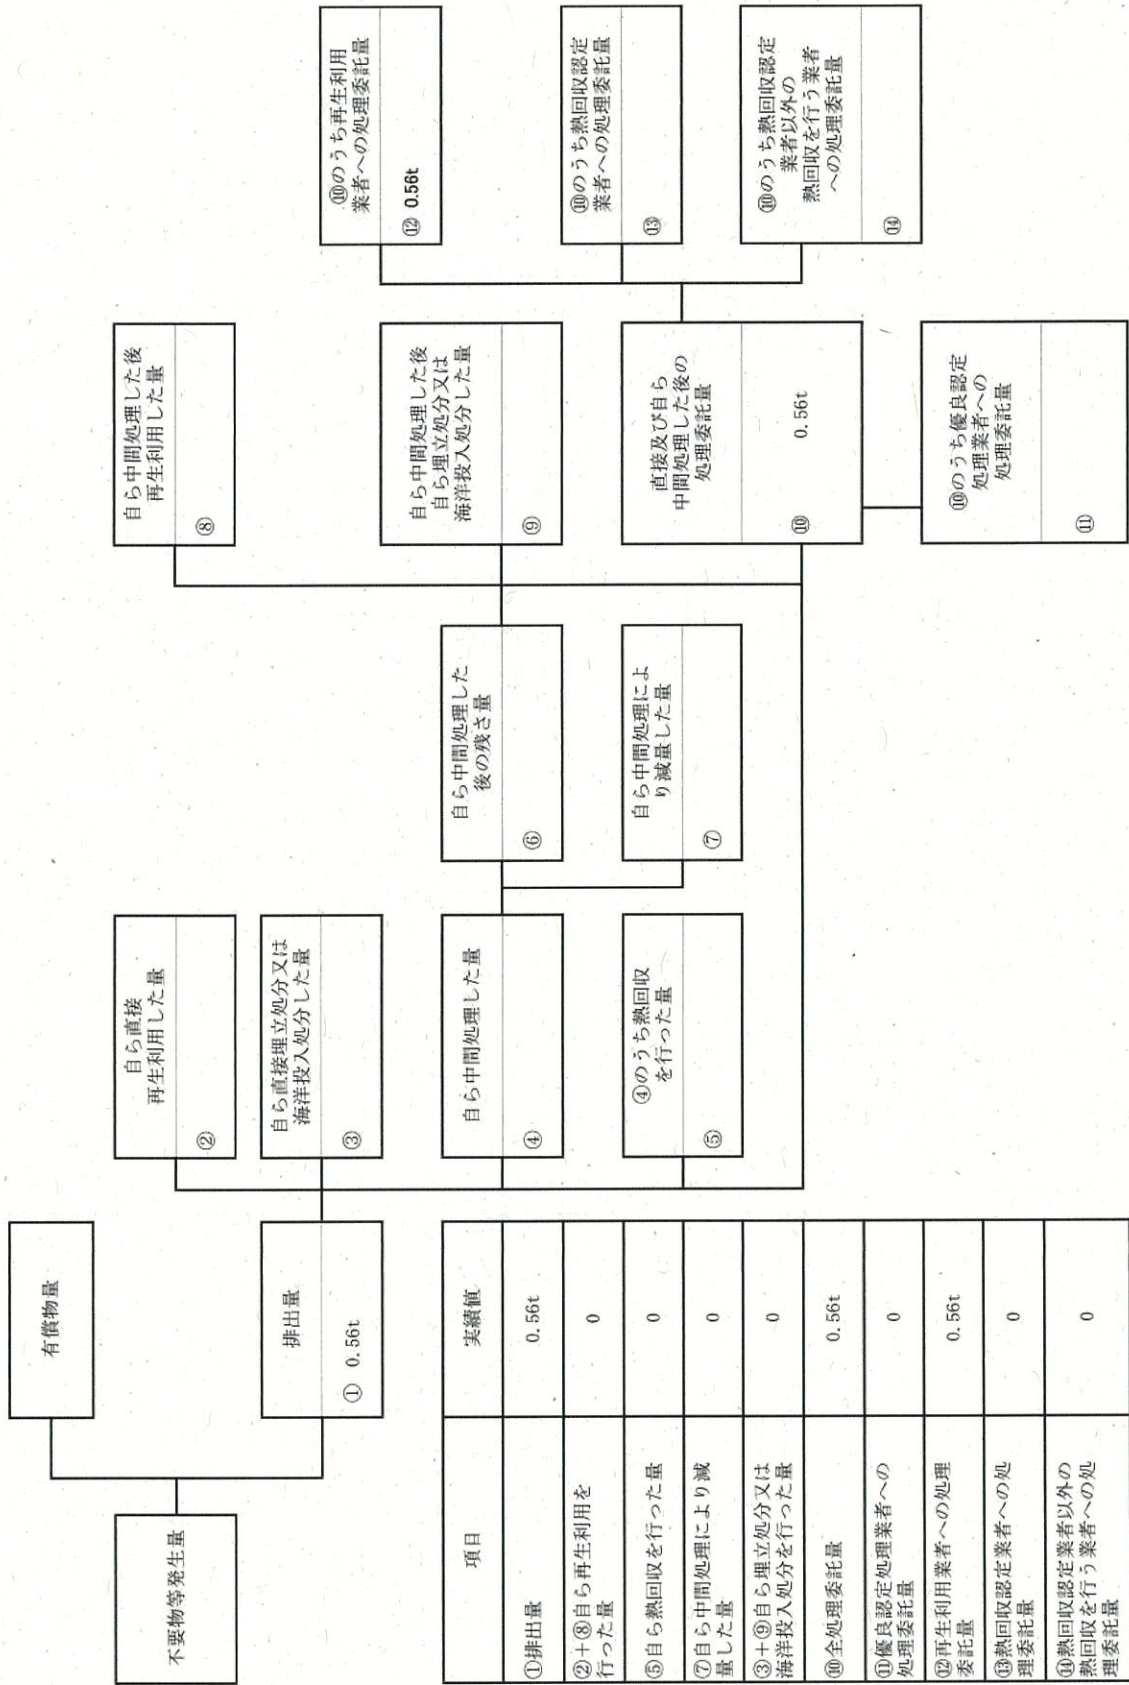 不要物等発生量
有償物量
排出量
① 0.56t
自ら直接
再生利用した量
②
自ら直接埋立処分又は
海洋投入処分した量
③
自ら中間処理した量
④
④のうち熱回収
を行った量
⑤
自ら中間処理した
後の残さ量
⑥
自ら中間処理によ
り減量した量
⑦
自ら中間処理した後
再生利用した量
⑧
自ら中間処理した後
自ら埋立処分又は
海洋投入処分した量
⑨
直接及び自ら
中間処理した後の
処理委託量
⑩ 0.56t
⑩のうち優良認定
処理業者への
処理委託量
⑪
⑩のうち再生利用
業者への処理委託量
⑫ 0.56t
⑩のうち熱回収認定
業者への処理委託量
⑬
⑩のうち熱回収認定
業者以外の
熱回収を行う業者
への処理委託量
⑭
項目 実績値
①排出量 0.56t
②+⑧自ら再生利用を
行った量 0
⑤自ら熱回収を行った量 0
⑦自ら中間処理により減
量した量 0
③+⑨自ら埋立処分又は
海洋投入処分を行った量 0
⑩全処理委託量 0.56t
⑪優良認定処理業者への
処理委託量 0
⑫再生利用業者への処理
委託量 0.56t
⑬熱回収認定業者への処
理委託量 0
⑭熱回収認定業者以外の
熱回収を行う業者への処
理委託量 0